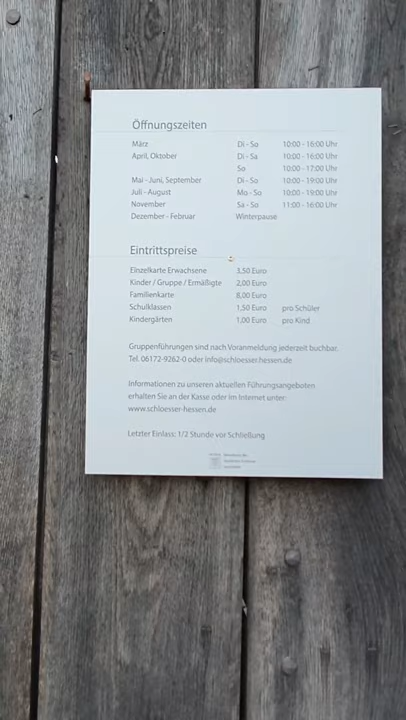 Öffnungszeiten
März Di - So 10:00 - 16:00 Uhr
April, Oktober Di - Sa 10:00 - 16:00 Uhr
So 10:00 - 17:00 Uhr
Mai - Juni, September Di - So 10:00 - 19:00 Uhr
Juli - August Mo - So 10:00 - 19:00 Uhr
November Sa - So 11:00 - 16:00 Uhr
Dezember - Februar Winterpause
Eintrittspreise
Einzelkarte Erwachsene 3,50 Euro
Kinder / Gruppe / Ermäßigte 2,00 Euro
Familienkarte 8,00 Euro
Schulklassen 1,50 Euro pro Schüler
Kindergärten 1,00 Euro pro Kind
Gruppenführungen sind nach Voranmeldung jederzeit buchbar.
Tel. 06172-9262-0 oder info@schloesser.hessen.de
Informationen zu unseren aktuellen Führungsangeboten
erhalten Sie an der Kasse oder im Internet unter:
www.schloesser-hessen.de
Letzter Einlass: 1/2 Stunde vor Schließung